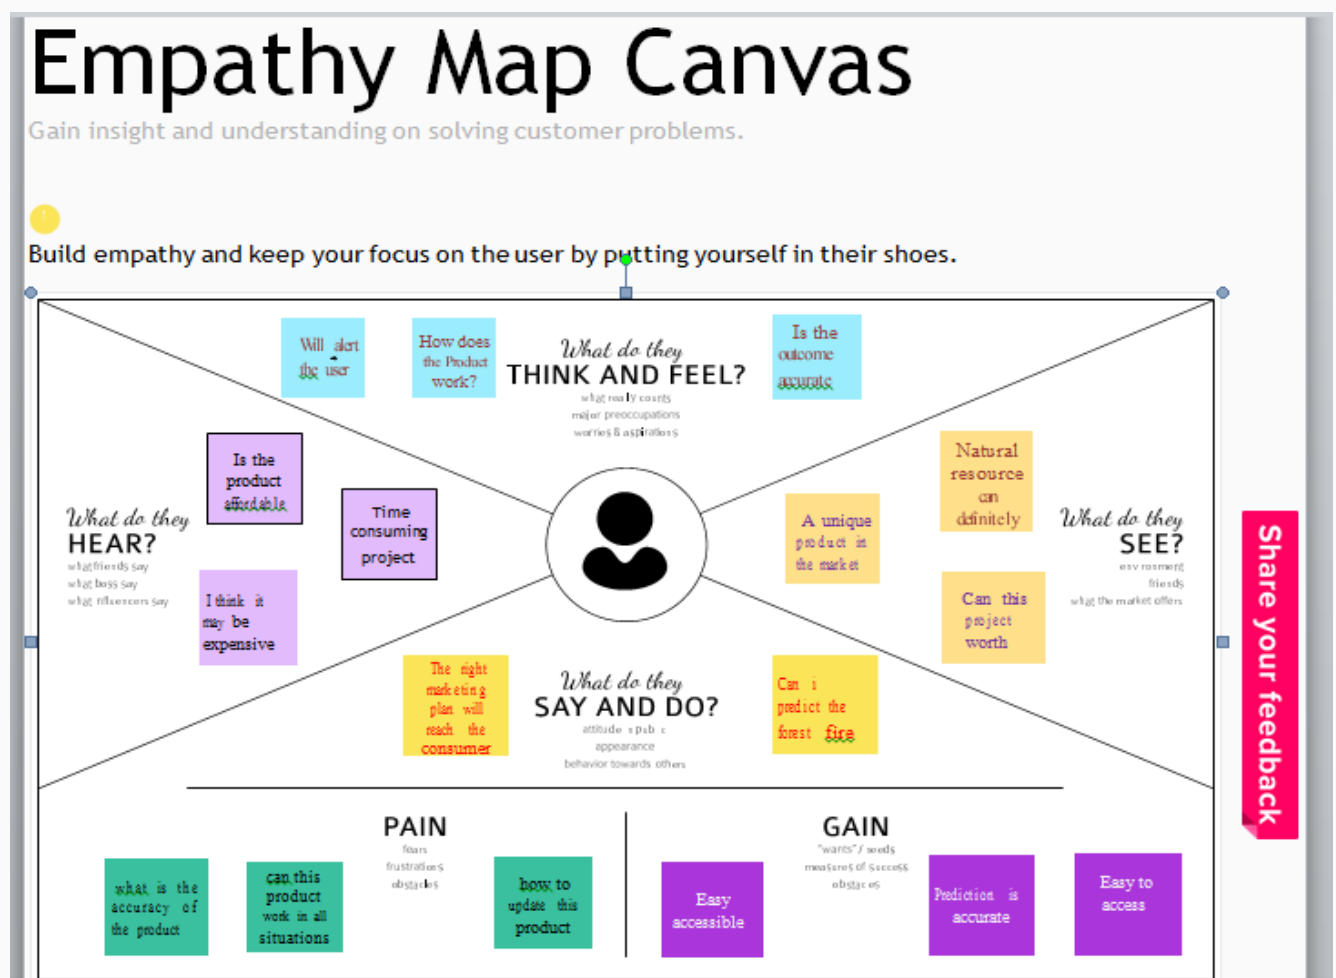 Empathy Map Canvas
Gain insight and understanding on solving customer problems.
Build empathy and keep your focus on the user by putting yourself in their shoes.
Will alert
the user
How does
the Product
work?
What do they
THINK AND FEEL?
what really counts
major preoccupations
worries & aspirations
Is the
outcome
accurate
Is the
product
affordable
Time
consuming
project
What do they
HEAR?
what friends say
what boss say
what influencers say
I think it
may be
expensive
Natural
resource
can
definitely
A unique
product in
the market
What do they
SEE?
environment
friends
what the market offers
Can this
project
worth
The right
marketing
plan will
reach the
consumer
What do they
SAY AND DO?
attitude in public
appearance
behavior towards others
Can i
predict the
forest fire
Share your feedback
PAIN
fears
frustrations
obstacles
what is the
accuracy of
the product
can this
product
work in all
situations
how to
update this
product
GAIN
"wants" / needs
measures of success
obstacles
Easy
accessible
Prediction is
accurate
Easy to
access